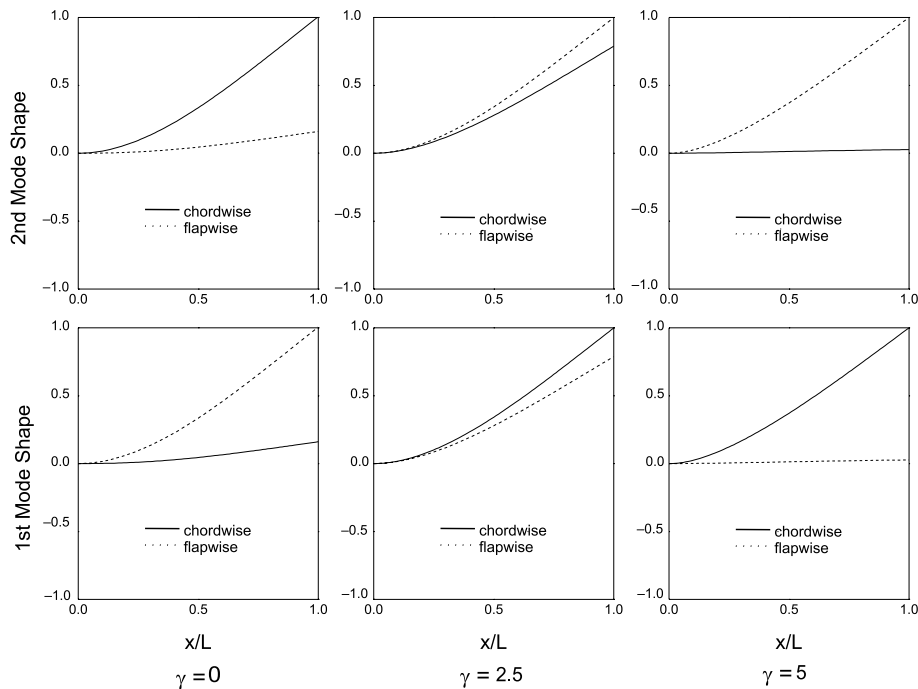 2nd Mode Shape
1.0
0.5
0.0
–0.5
–1.0
chordwise
flapwise
0.0 0.5 1.0
1.0
0.5
0.0
–0.5
–1.0
chordwise
flapwise
0.0 0.5 1.0
1.0
0.5
0.0
–0.5
–1.0
chordwise
flapwise
0.0 0.5 1.0
1st Mode Shape
1.0
0.5
0.0
–0.5
–1.0
chordwise
flapwise
0.0 0.5 1.0
x/L
γ = 0
1.0
0.5
0.0
–0.5
–1.0
chordwise
flapwise
0.0 0.5 1.0
x/L
γ = 2.5
1.0
0.5
0.0
–0.5
–1.0
chordwise
flapwise
0.0 0.5 1.0
x/L
γ = 5